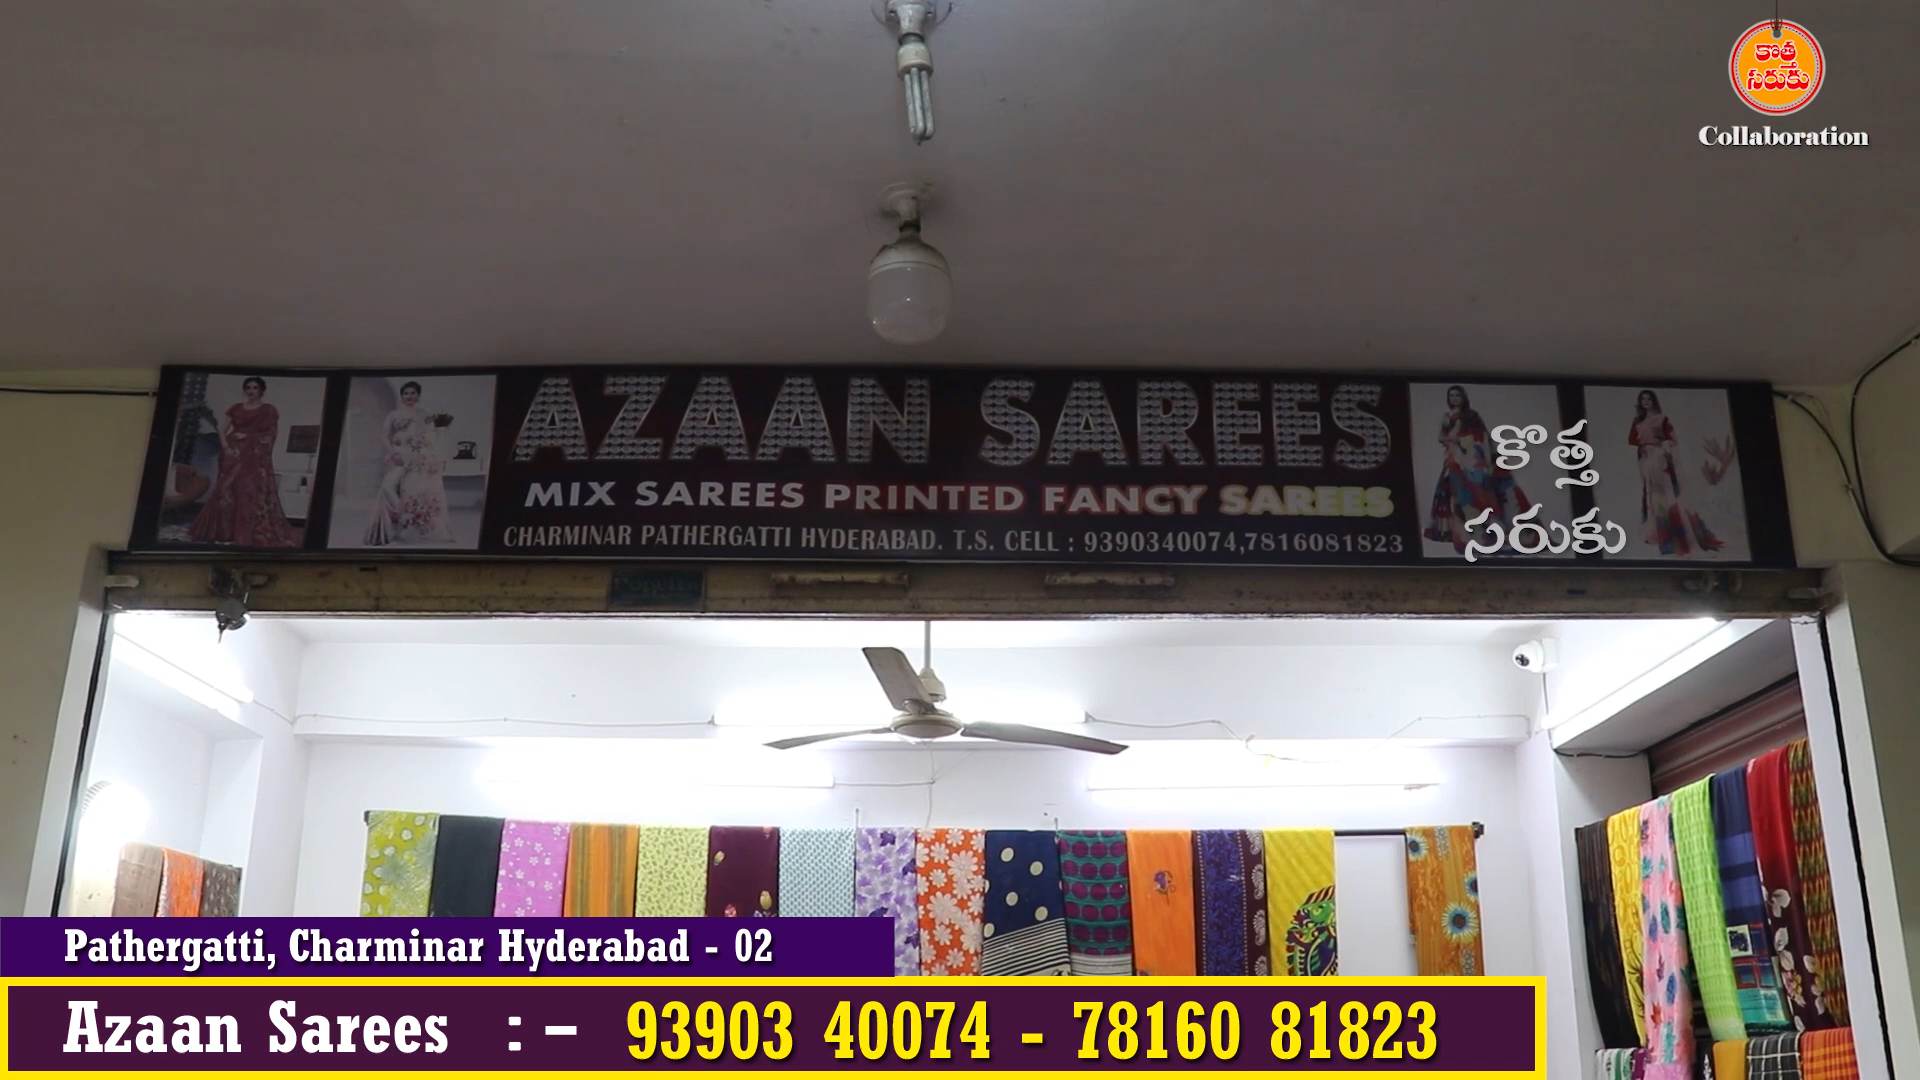 కొత్త
సరుకు
Collaboration
AZAAN SAREES
MIX SAREES PRINTED FANCY SAREES
CHARMINAR PATHERGATTI HYDERABAD. T.S. CELL : 9390340074,7816081823
కొత్త
సరుకు
Pathergatti, Charminar Hyderabad - 02
Azaan Sarees : - 93903 40074 - 78160 81823